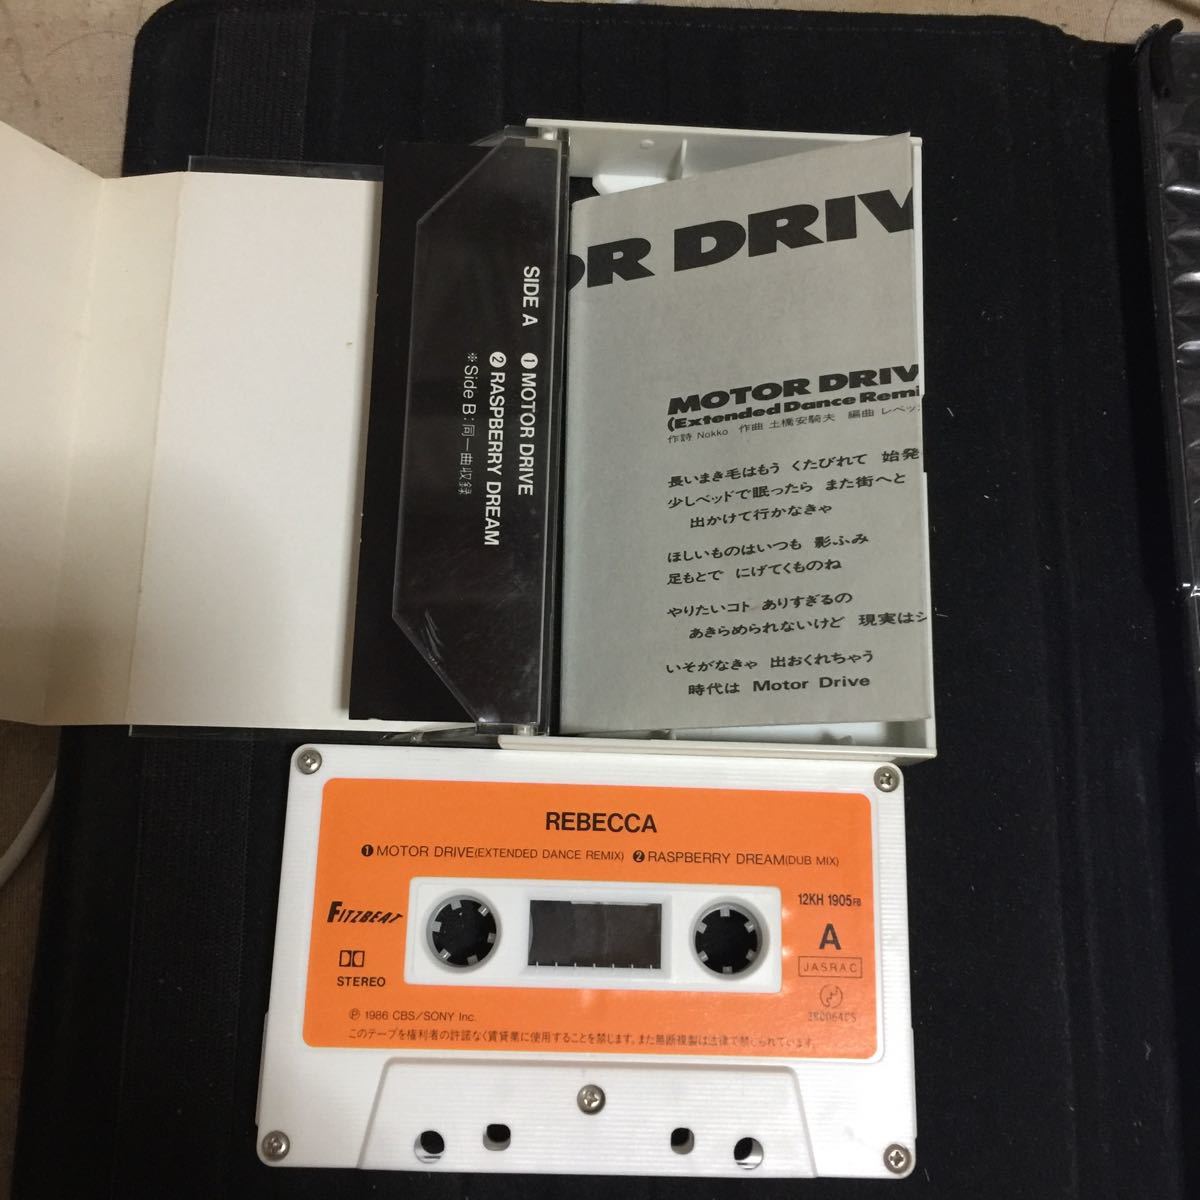 SIDE A ❶ MOTOR DRIVE
❷ RASPBERRY DREAM
※Side B:同一曲収録
OR DRIV
MOTOR DRIV
(Extended Dance Remi
作詩 Nokko 作曲 土橋安騎夫 編曲 レベッカ
長いまき毛はもう くたびれて 始発
少しベッドで眠ったら また街へと
出かけて行かなきゃ
ほしいものはいつも 影ふみ
足もとで にげてくものね
やりたいコト ありすぎるの
あきらめられないけど 現実はシ
いそがなきゃ 出おくれちゃう
時代は Motor Drive
REBECCA
❶ MOTOR DRIVE(EXTENDED DANCE REMIX) ❷ RASPBERRY DREAM(DUB MIX)
FITZBEAT
12KH 1905FB
A
STEREO
JASRAC
Ⓟ 1986 CBS/SONY Inc.
このテープを権利者の許諾なく賃貸業に使用することを禁じます。また無断複製は法律で禁じられています。